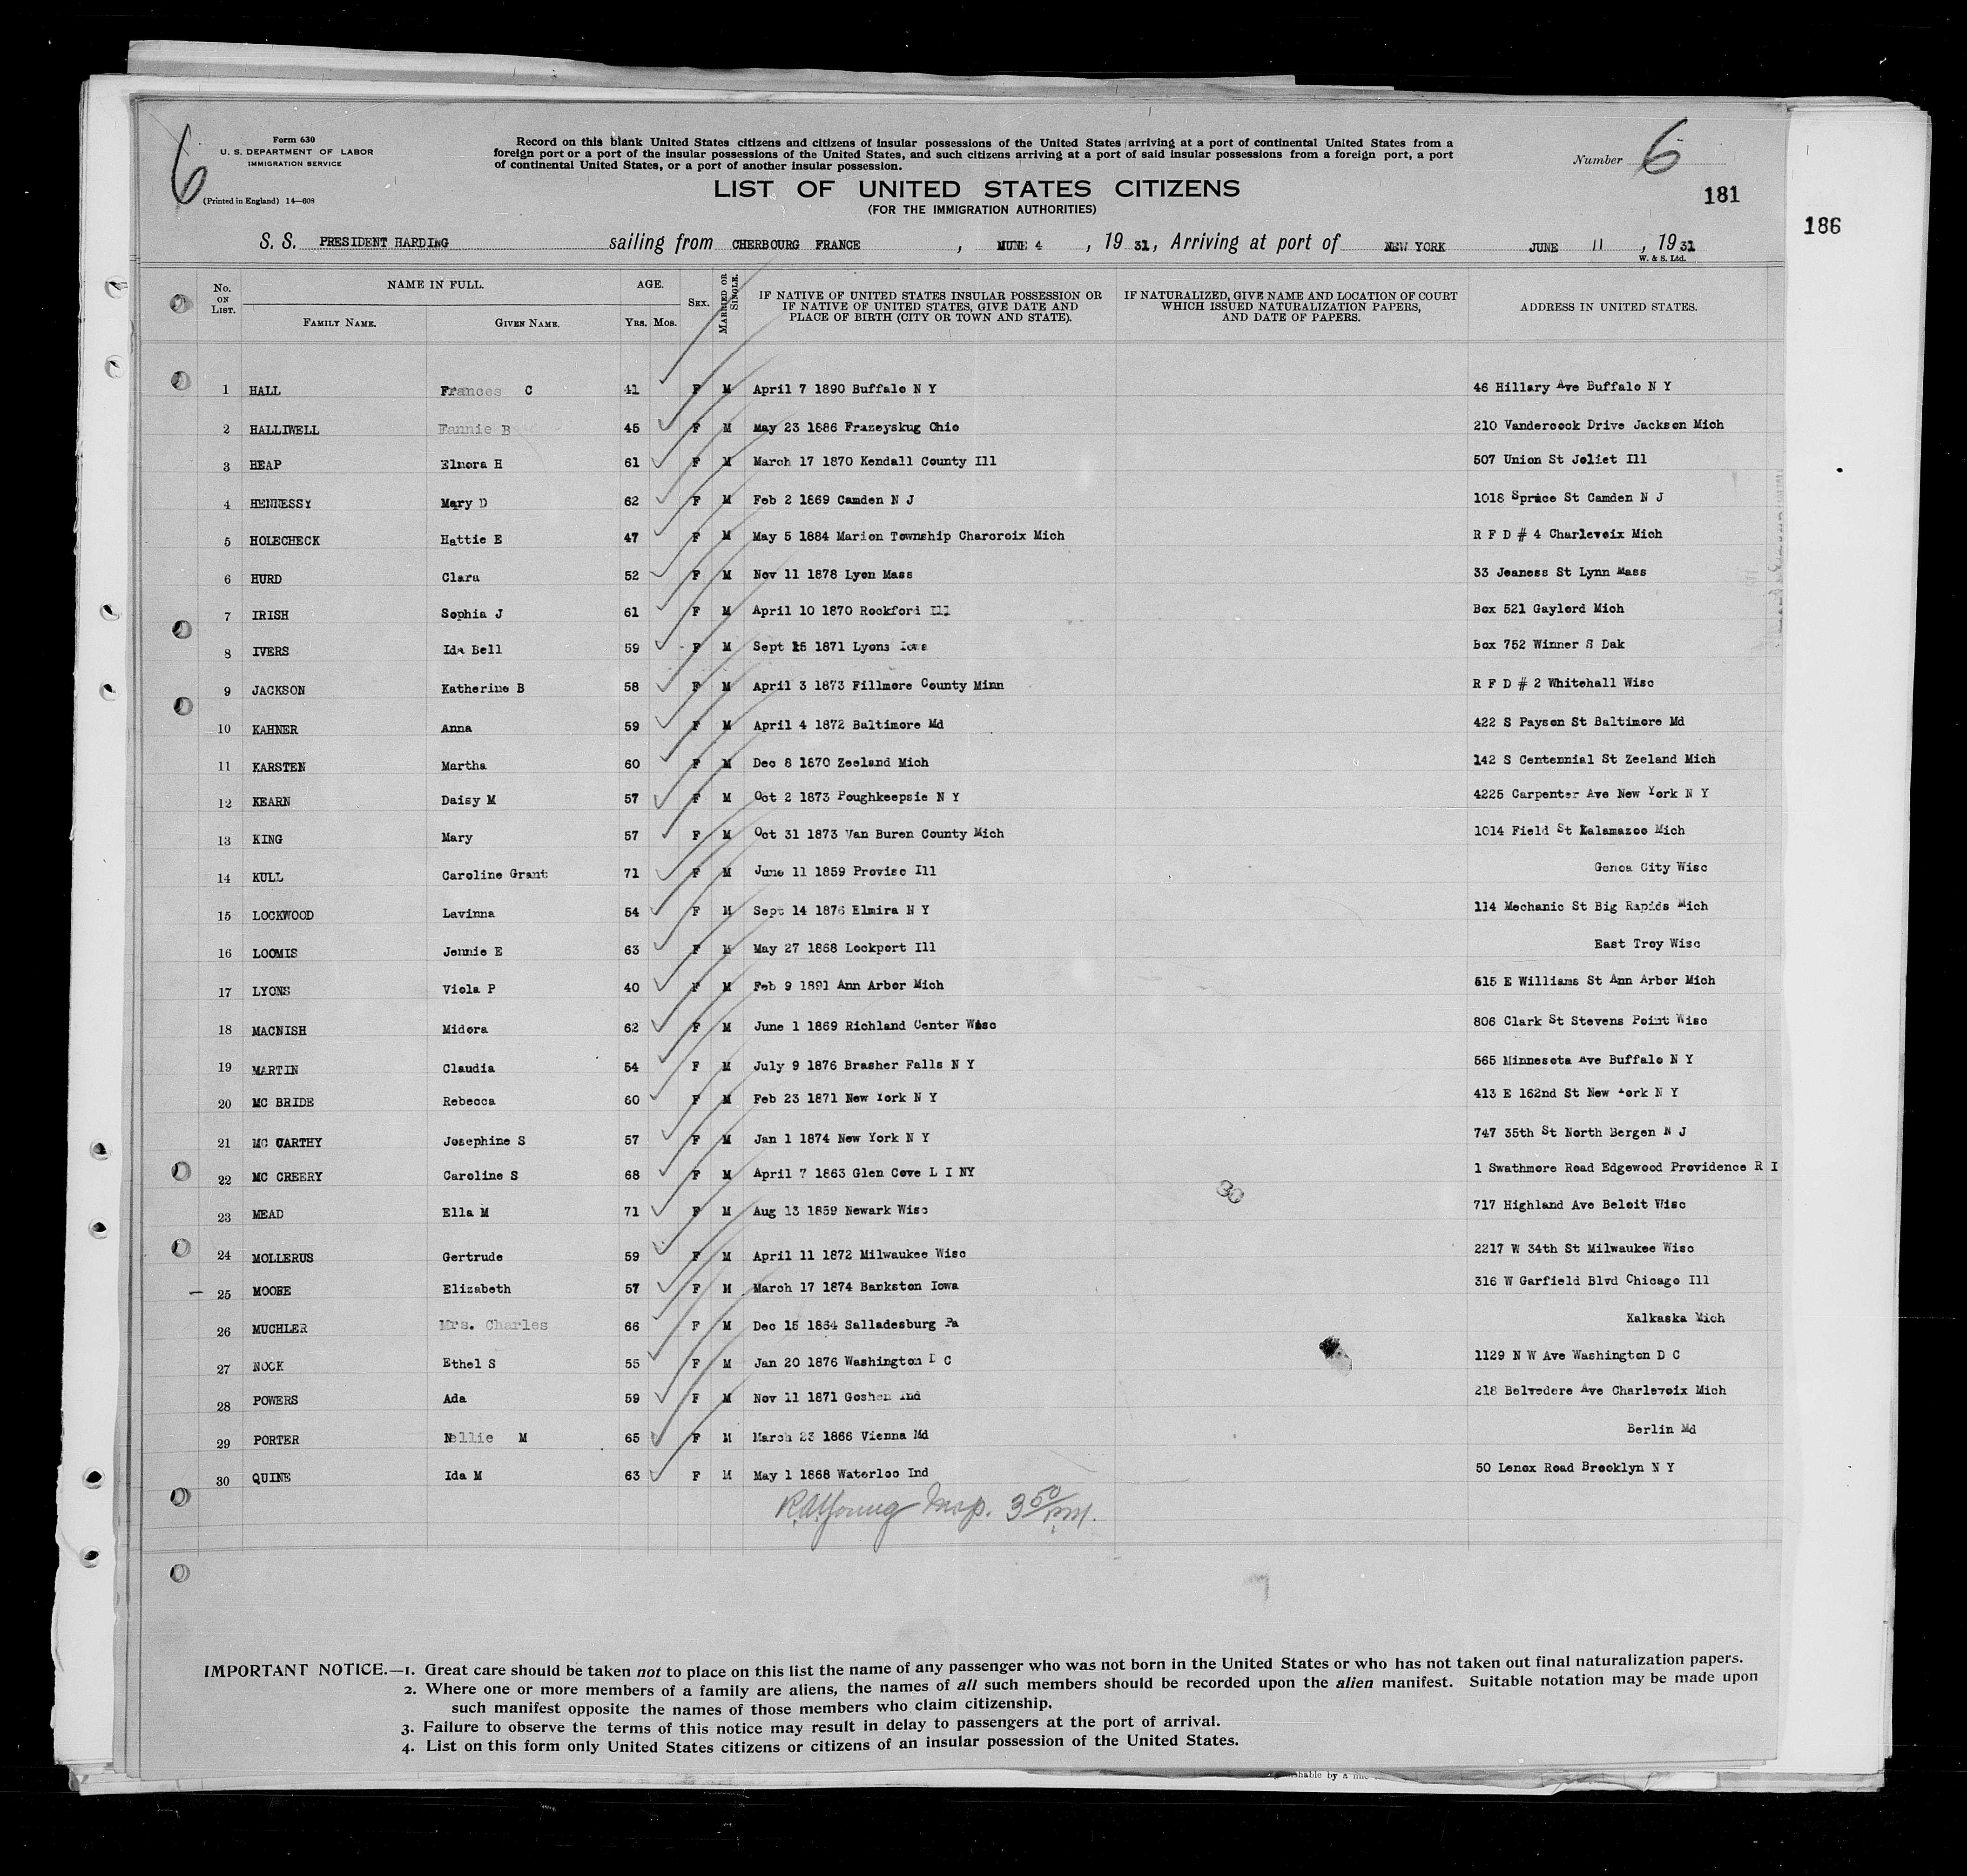 6
Form 630
U. S. DEPARTMENT OF LABOR
IMMIGRATION SERVICE
(Printed in England) 14—608
Record on this blank United States citizens and citizens of insular possessions of the United States arriving at a port of continental United States from a
foreign port or a port of the insular possessions of the United States, and such citizens arriving at a port of said insular possessions from a foreign port, a port
of continental United States, or a port of another insular possession.
Number 6
LIST OF UNITED STATES CITIZENS
(FOR THE IMMIGRATION AUTHORITIES)
181
186
S. S. PRESIDENT HARDING sailing from CHERBOURG FRANCE, MUNE 4, 19 31, Arriving at port of NEW YORK JUNE 11, 19 31
W. & S. Ltd.
No. ON LIST. NAME IN FULL. FAMILY NAME. GIVEN NAME. AGE. YRS. MOS. SEX. MARRIED OR SINGLE. IF NATIVE OF UNITED STATES INSULAR POSSESSION OR IF NATIVE OF UNITED STATES, GIVE DATE AND PLACE OF BIRTH (CITY OR TOWN AND STATE). IF NATURALIZED, GIVE NAME AND LOCATION OF COURT WHICH ISSUED NATURALIZATION PAPERS, AND DATE OF PAPERS. ADDRESS IN UNITED STATES.
1 HALL Frances C 41 F M April 7 1890 Buffalo N Y 46 Hillary Ave Buffalo N Y
2 HALLIWELL Fannie B 45 F M May 23 1886 Frazeyskug Ohio 210 Vandercock Drive Jackson Mich
3 HEAP Elnora H 61 F M March 17 1870 Kendall County Ill 507 Union St Joliet Ill
4 HENNESSY Mary D 62 F M Feb 2 1869 Camden N J 1018 Spruce St Camden N J
5 HOLECHECK Hattie E 47 F M May 5 1884 Marion Township Charcroix Mich R F D # 4 Charlevoix Mich
6 HURD Clara 52 F M Nov 11 1878 Lyon Mass 33 Jeaness St Lynn Mass
7 IRISH Sophia J 61 F M April 10 1870 Rockford Ill Box 521 Gaylord Mich
8 IVERS Ida Bell 59 F M Sept 15 1871 Lyons Iowa Box 752 Winner S Dak
9 JACKSON Katherine B 58 F M April 3 1873 Fillmore County Minn R F D # 2 Whitehall Wisc
10 KAHNER Anna 59 F M April 4 1872 Baltimore Md 422 S Payson St Baltimore Md
11 KARSTEN Martha 60 F M Dec 8 1870 Zeeland Mich 142 S Centennial St Zeeland Mich
12 KEARN Daisy M 57 F M Oct 2 1873 Poughkeepsie N Y 4225 Carpenter Ave New York N Y
13 KING Mary 57 F M Oct 31 1873 Van Buren County Mich 1014 Field St Kalamazoo Mich
14 KULL Caroline Grant 71 F M June 11 1859 Proviso Ill Genoa City Wisc
15 LOCKWOOD Lavinna 54 F M Sept 14 1876 Elmira N Y 114 Mechanic St Big Rapids Mich
16 LOOMIS Jennie E 63 F M May 27 1868 Lockport Ill East Troy Wisc
17 LYONS Viola P 40 F M Feb 9 1891 Ann Arbor Mich 515 E Williams St Ann Arbor Mich
18 MACNISH Midora 62 F M June 1 1869 Richland Center Wisc 806 Clark St Stevens Point Wisc
19 MARTIN Claudia 54 F M July 9 1876 Brasher Falls N Y 565 Minnesota Ave Buffalo N Y
20 MC BRIDE Rebecca 60 F M Feb 23 1871 New York N Y 413 E 162nd St New York N Y
21 MC CARTHY Josephine S 57 F M Jan 1 1874 New York N Y 747 35th St North Bergen N J
22 MC CREERY Caroline S 68 F M April 7 1863 Glen Cove L I NY 1 Swathmore Road Edgewood Providence R I
23 MEAD Ella M 71 F M Aug 13 1859 Newark Wisc 717 Highland Ave Beloit Wisc
24 MOLLERUS Gertrude 59 F M April 11 1872 Milwaukee Wisc 2217 W 34th St Milwaukee Wisc
25 MOORE Elizabeth 57 F M March 17 1874 Bankston Iowa 316 W Garfield Blvd Chicago Ill
26 MUCHLER Mrs. Charles 66 F M Dec 15 1864 Salladesburg Pa Kalkaska Mich
27 NOCK Ethel S 55 F M Jan 20 1876 Washington D C 1129 N W Ave Washington D C
28 POWERS Ada 59 F M Nov 11 1871 Goshen Ind 218 Belvedere Ave Charlevoix Mich
29 PORTER Nellie M 65 F M March 23 1866 Vienna Md Berlin Md
30 QUINE Ida M 63 F M May 1 1868 Waterloo Ind 50 Lenox Road Brooklyn N Y
30
R.A. Young Insp. 3 50/PM.
IMPORTANT NOTICE.—1. Great care should be taken not to place on this list the name of any passenger who was not born in the United States or who has not taken out final naturalization papers.
2. Where one or more members of a family are aliens, the names of all such members should be recorded upon the alien manifest. Suitable notation may be made upon
such manifest opposite the names of those members who claim citizenship.
3. Failure to observe the terms of this notice may result in delay to passengers at the port of arrival.
4. List on this form only United States citizens or citizens of an insular possession of the United States.